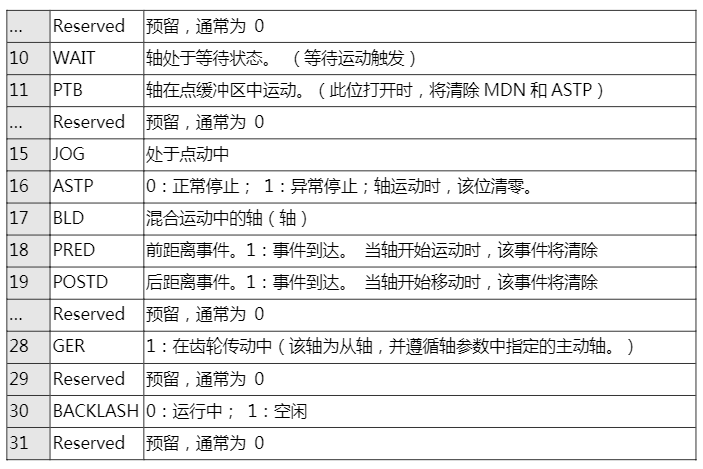 ... Reserved 预留，通常为 0
10 WAIT 轴处于等待状态。 （等待运动触发）
11 PTB 轴在点缓冲区中运动。（此位打开时，将清除 MDN 和 ASTP）
... Reserved 预留，通常为 0
15 JOG 处于点动中
16 ASTP 0：正常停止； 1：异常停止；轴运动时，该位清零。
17 BLD 混合运动中的轴（轴）
18 PRED 前距离事件。1：事件到达。 当轴开始运动时，该事件将清除
19 POSTD 后距离事件。1：事件到达。 当轴开始移动时，该事件将清除
... Reserved 预留，通常为 0
28 GER 1：在齿轮传动中（该轴为从轴，并遵循轴参数中指定的主动轴。）
29 Reserved 预留，通常为 0
30 BACKLASH 0：运行中； 1：空闲
31 Reserved 预留，通常为 0